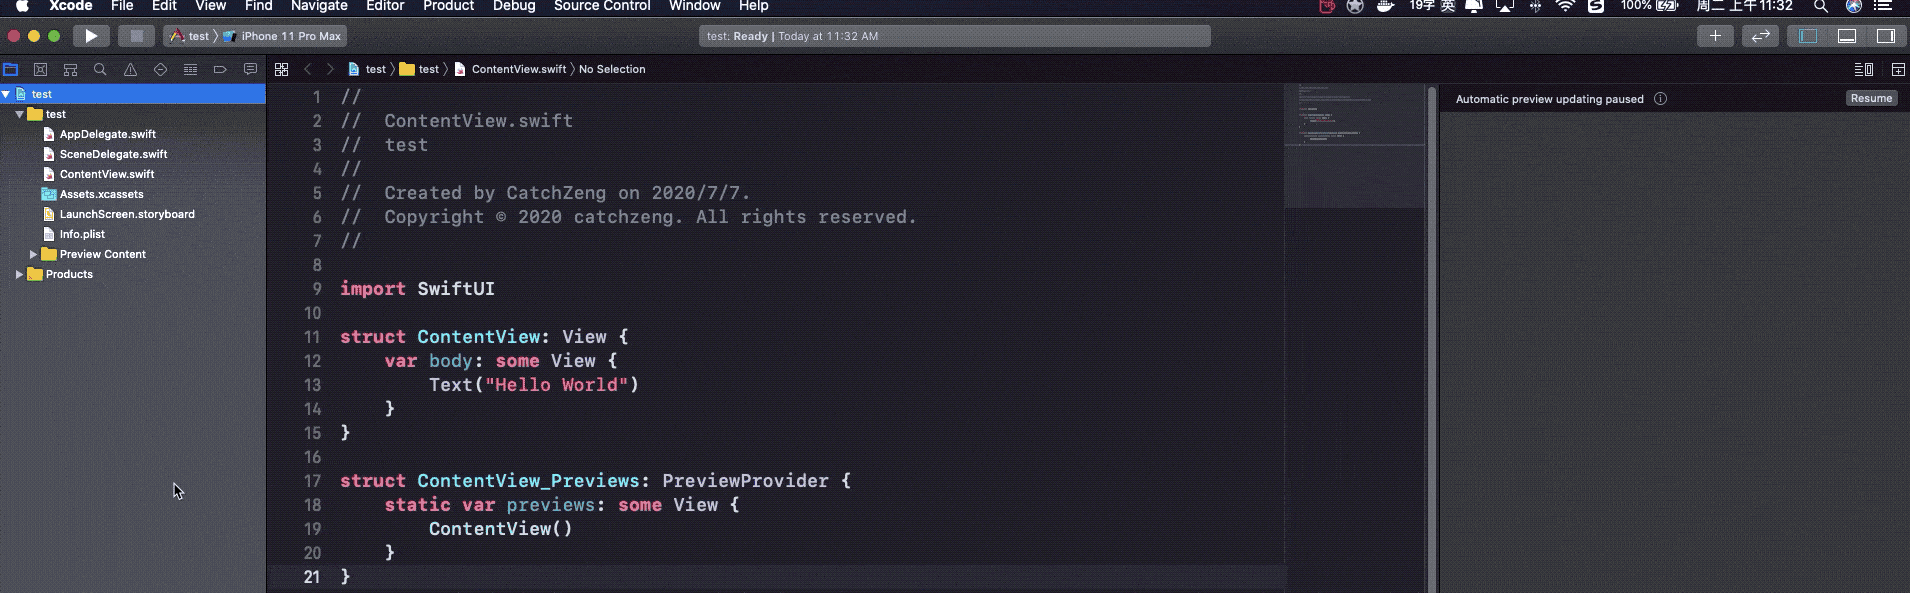 Xcode File Edit View Find Navigate Editor Product Debug Source Control Window Help 19字 英 100% 周二 上午11:32
test iPhone 11 Pro Max test: Ready | Today at 11:32 AM
test test ContentView.swift No Selection
test
test
AppDelegate.swift
SceneDelegate.swift
ContentView.swift
Assets.xcassets
LaunchScreen.storyboard
Info.plist
Preview Content
Products
1 //
2 // ContentView.swift
3 // test
4 //
5 // Created by CatchZeng on 2020/7/7.
6 // Copyright © 2020 catchzeng. All rights reserved.
7 //
8
9 import SwiftUI
10
11 struct ContentView: View {
12 var body: some View {
13 Text("Hello World")
14 }
15 }
16
17 struct ContentView_Previews: PreviewProvider {
18 static var previews: some View {
19 ContentView()
20 }
21 }
Automatic preview updating paused Resume